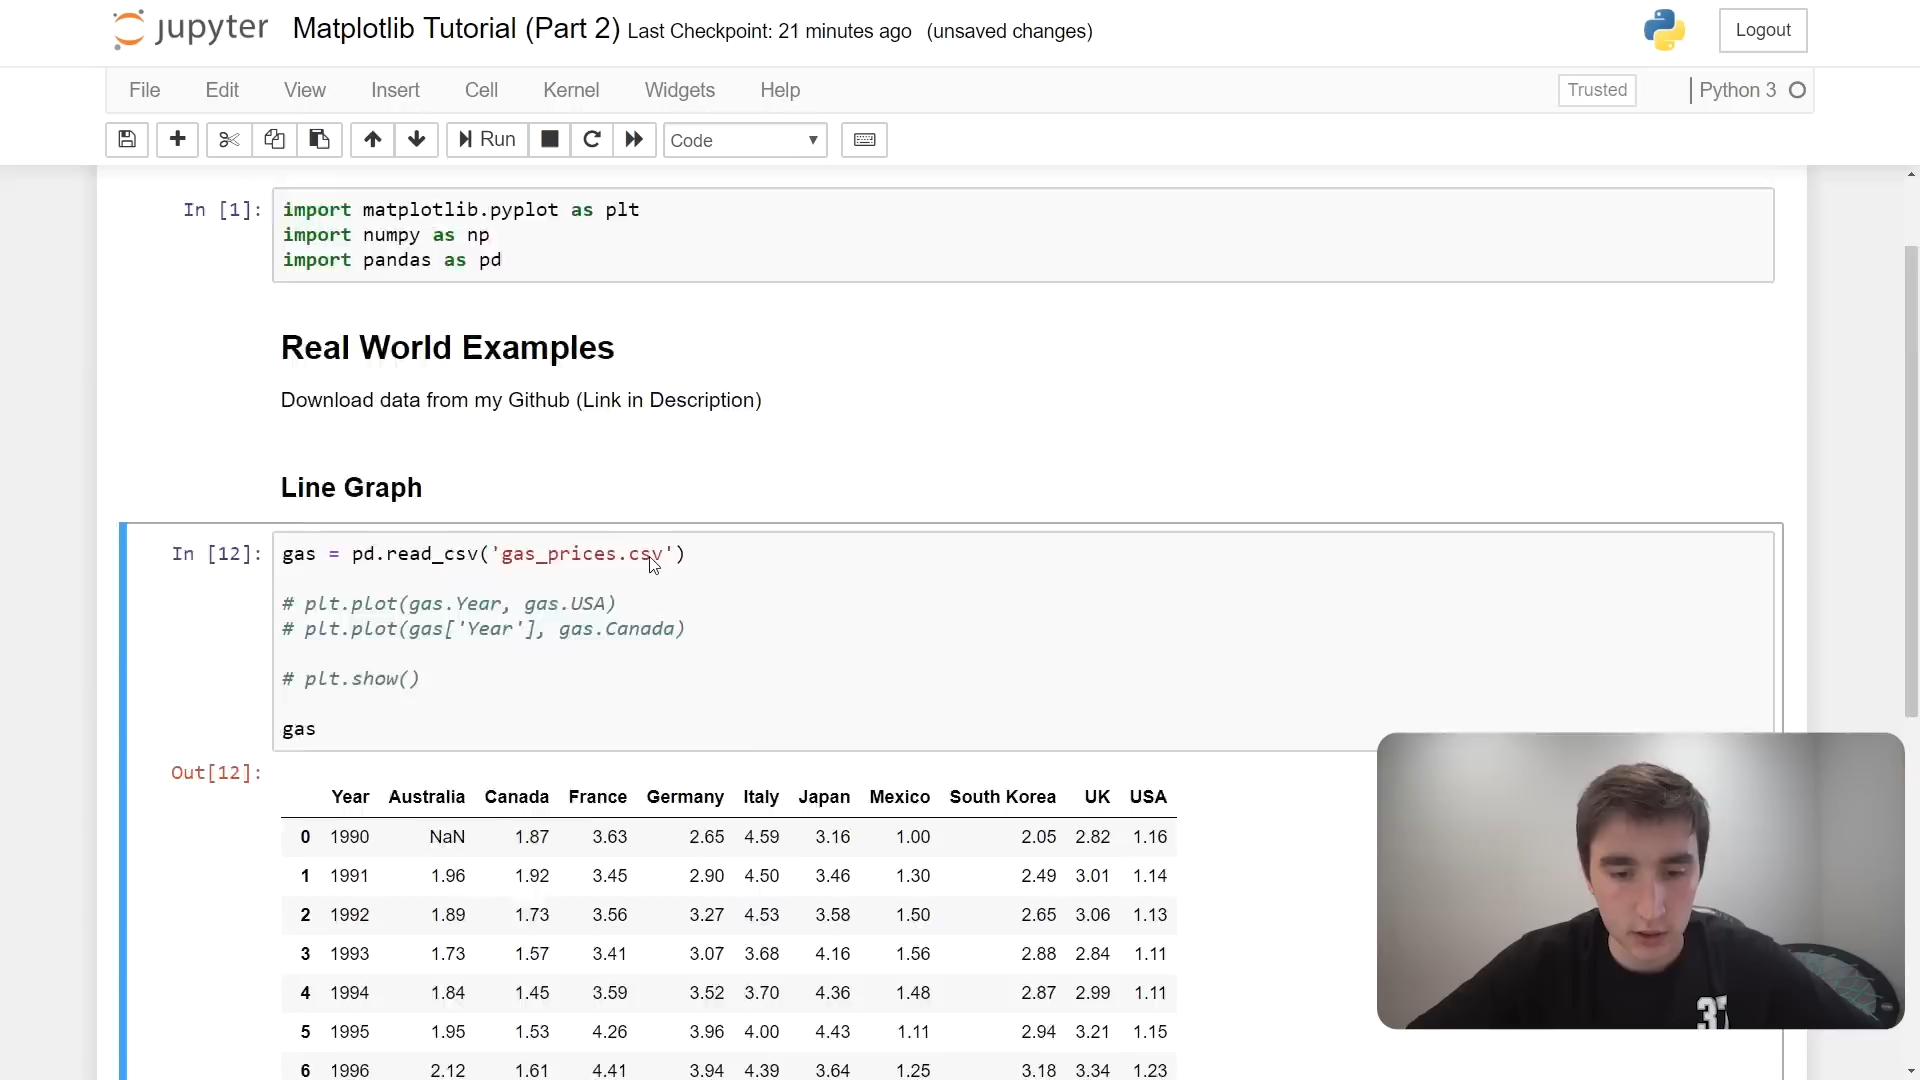 jupyter Matplotlib Tutorial (Part 2) Last Checkpoint: 21 minutes ago (unsaved changes) Logout
File Edit View Insert Cell Kernel Widgets Help Trusted Python 3
Run Code
In [1]: import matplotlib.pyplot as plt
import numpy as np
import pandas as pd
Real World Examples
Download data from my Github (Link in Description)
Line Graph
In [12]: gas = pd.read_csv('gas_prices.csv')
# plt.plot(gas.Year, gas.USA)
# plt.plot(gas['Year'], gas.Canada)
# plt.show()
gas
Out[12]:
Year Australia Canada France Germany Italy Japan Mexico South Korea UK USA
0 1990 NaN 1.87 3.63 2.65 4.59 3.16 1.00 2.05 2.82 1.16
1 1991 1.96 1.92 3.45 2.90 4.50 3.46 1.30 2.49 3.01 1.14
2 1992 1.89 1.73 3.56 3.27 4.53 3.58 1.50 2.65 3.06 1.13
3 1993 1.73 1.57 3.41 3.07 3.68 4.16 1.56 2.88 2.84 1.11
4 1994 1.84 1.45 3.59 3.52 3.70 4.36 1.48 2.87 2.99 1.11
5 1995 1.95 1.53 4.26 3.96 4.00 4.43 1.11 2.94 3.21 1.15
6 1996 2.12 1.61 4.41 3.94 4.39 3.64 1.25 3.18 3.34 1.23